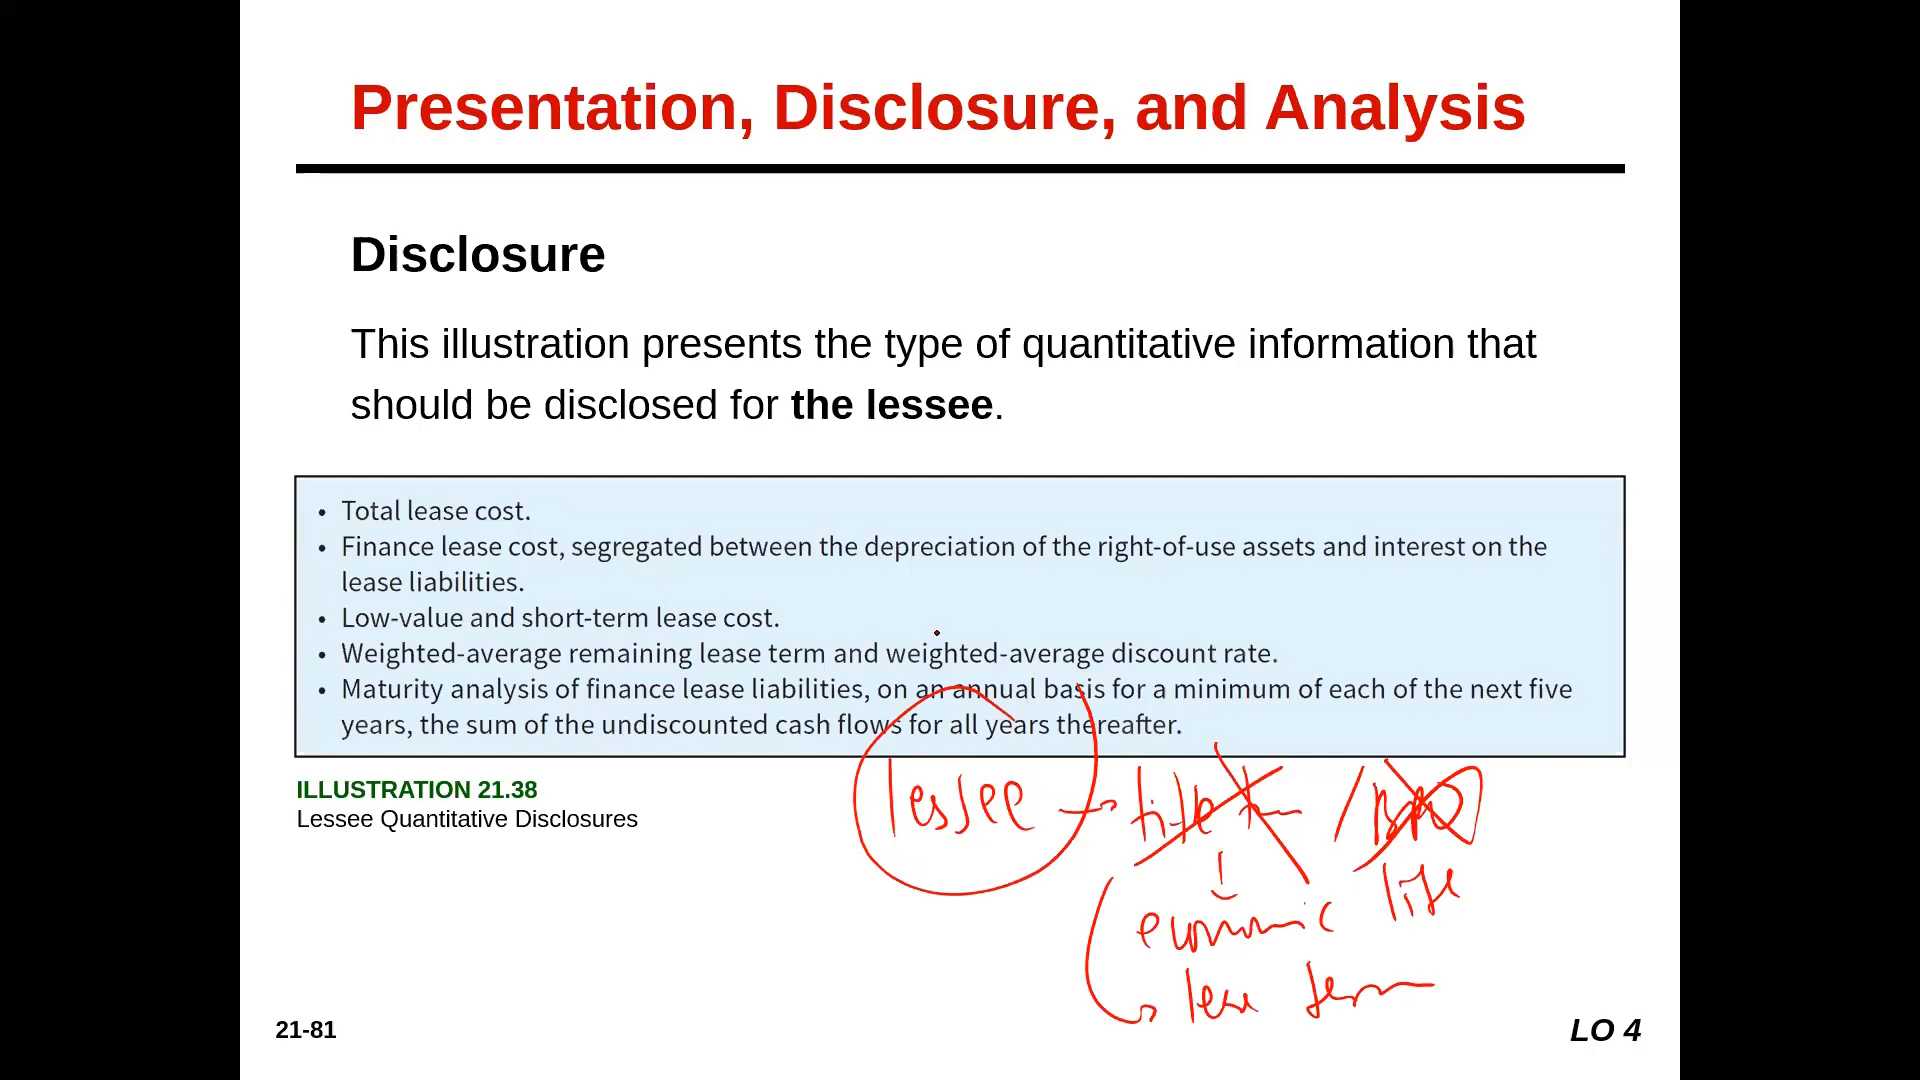 Presentation, Disclosure, and Analysis
Disclosure
This illustration presents the type of quantitative information that
should be disclosed for the lessee.
• Total lease cost.
• Finance lease cost, segregated between the depreciation of the right-of-use assets and interest on the
lease liabilities.
• Low-value and short-term lease cost.
• Weighted-average remaining lease term and weighted-average discount rate.
• Maturity analysis of finance lease liabilities, on an annual basis for a minimum of each of the next five
years, the sum of the undiscounted cash flows for all years thereafter.
ILLUSTRATION 21.38
Lessee Quantitative Disclosures
lessee
title
economic life
lease term
21-81
LO 4